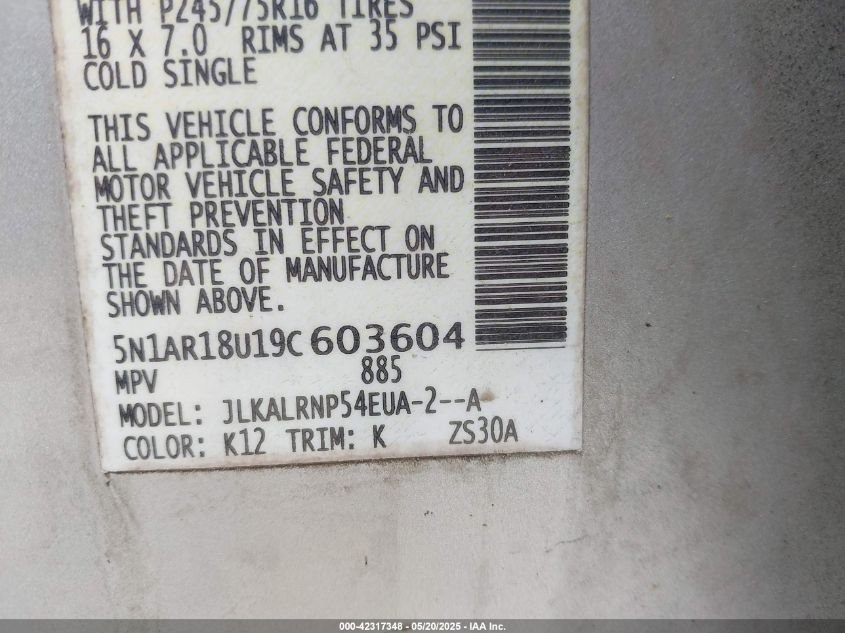 WITH P245/75R16 TIRES
16 X 7.0 RIMS AT 35 PSI
COLD SINGLE
THIS VEHICLE CONFORMS TO
ALL APPLICABLE FEDERAL
MOTOR VEHICLE SAFETY AND
THEFT PREVENTION
STANDARDS IN EFFECT ON
THE DATE OF MANUFACTURE
SHOWN ABOVE.
5N1AR18U19C603604
MPV 885
MODEL: JLKALRNP54EUA-2--A
COLOR: K12 TRIM: K ZS30A
000-42317348 - 05/20/2025 - IAA Inc.